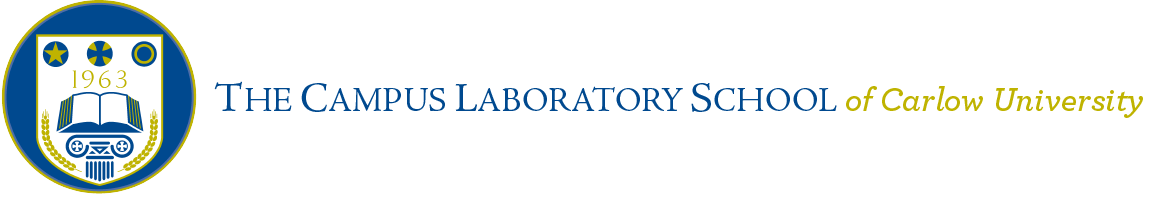 1963
THE CAMPUS LABORATORY SCHOOL of Carlow University